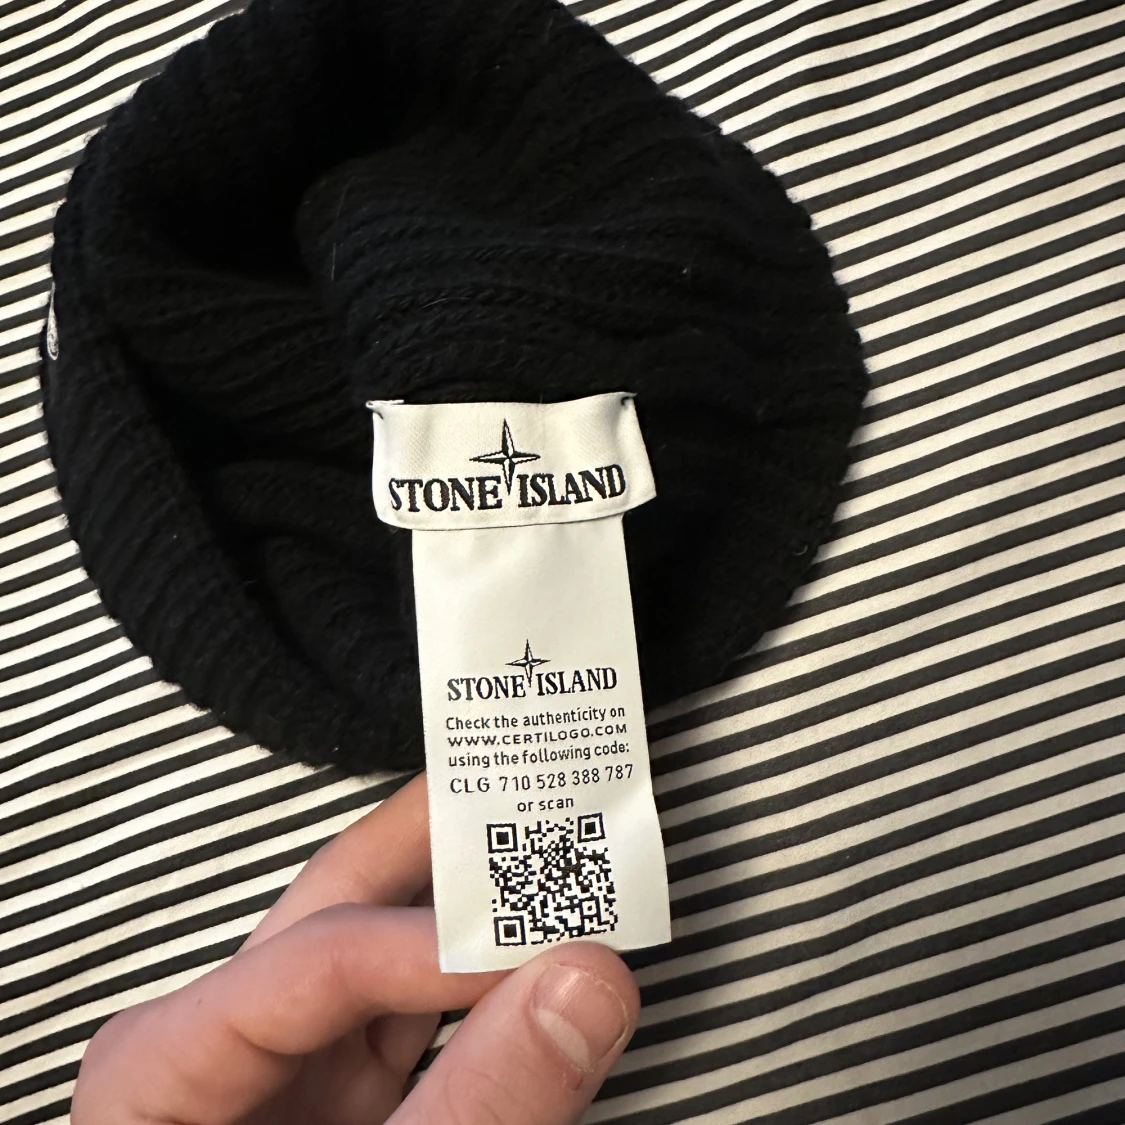 STONE ISLAND
STONE ISLAND
Check the authenticity on
WWW.CERTILOGO.COM
using the following code:
CLG 710 528 388 787
or scan